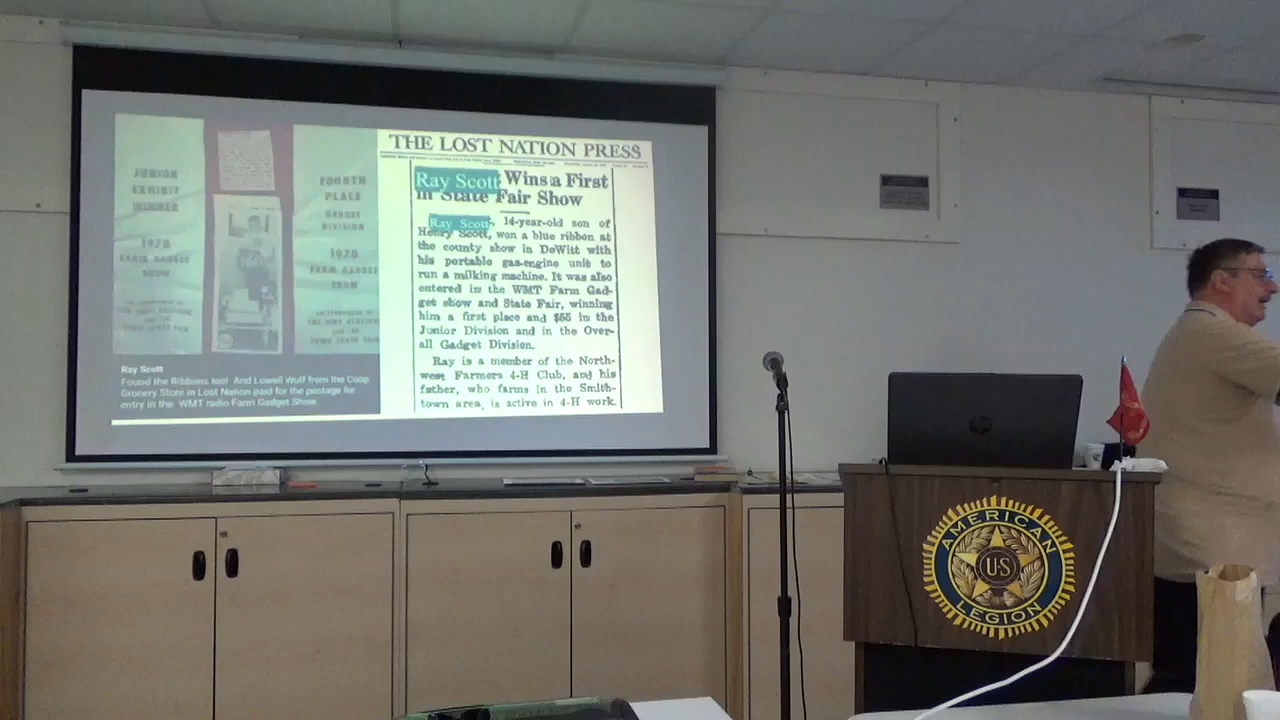 JUNIOR
EXHIBIT
WINNER
1970
FARM GADGET
SHOW
FOURTH
PLACE
GADGET
DIVISION
1970
FARM GADGET
SHOW
Ray Scott
Found the Ribbons too! And Lowell Wulf from the Coop
Grocery Store in Lost Nation paid for the postage for
entry in the WMT radio Farm Gadget Show.
THE LOST NATION PRESS
Ray Scott Wins a First
in State Fair Show
Ray Scott, 14-year-old son of
Henry Scott, won a blue ribbon at
the county show in DeWitt with
his portable gas-engine unit to
run a milking machine. It was also
entered in the WMT Farm Gad-
get show and State Fair, winning
him a first place and $55 in the
Junior Division and in the Over-
all Gadget Division.
Ray is a member of the North-
west Farmers 4-H Club, and his
father, who farms in the Smith-
town area, is active in 4-H work.
hp
AMERICAN
U·S
LEGION